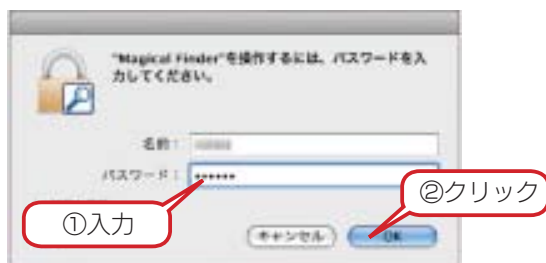 "Magical Finder"を操作するには、パスワードを入
力してください。
名前：
パスワード： ••••••
①入力
②クリック
キャンセル
OK